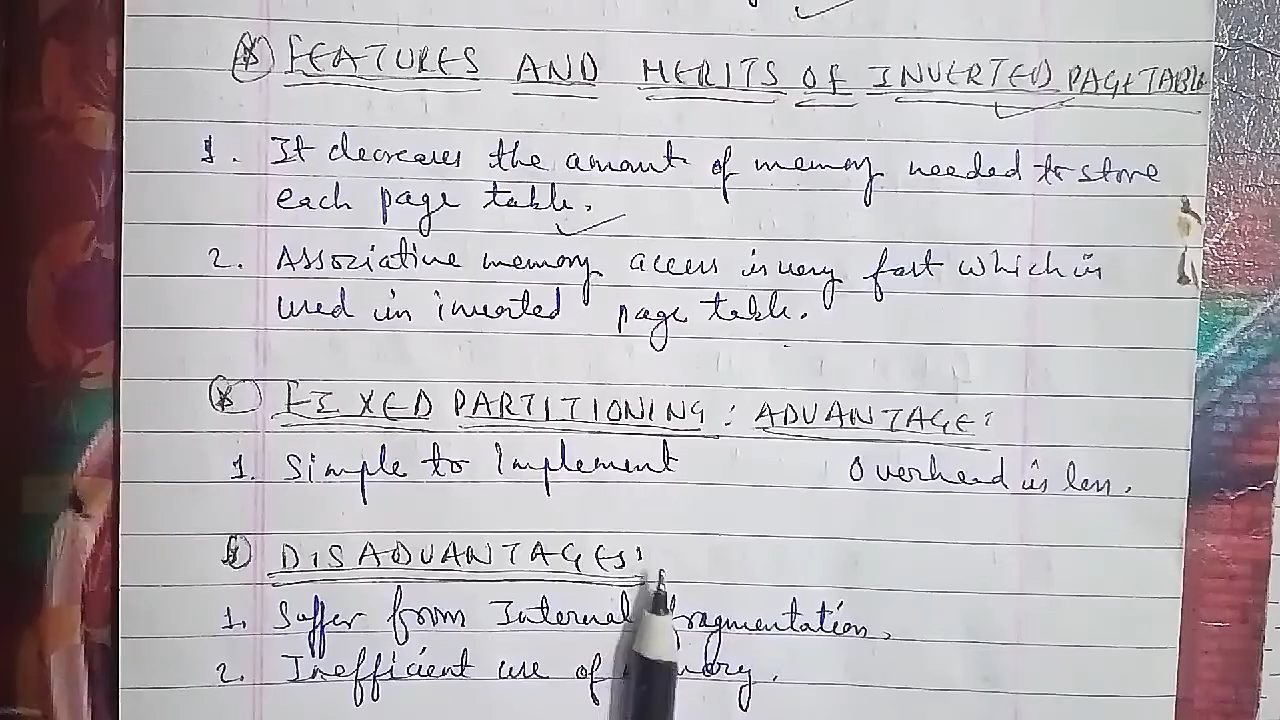 FEATURES AND MERITS OF INVERTED PAGE TABLE
1. It decreases the amount of memory needed to store
each page table.
2. Associative memory access is very fast which is
used in inverted page table.
FIXED PARTITIONING : ADVANTAGE:
1. Simple to Implement Overhead is less.
DISADVANTAGES:
1. Suffer from Internal fragmentation.
2. Inefficient use of